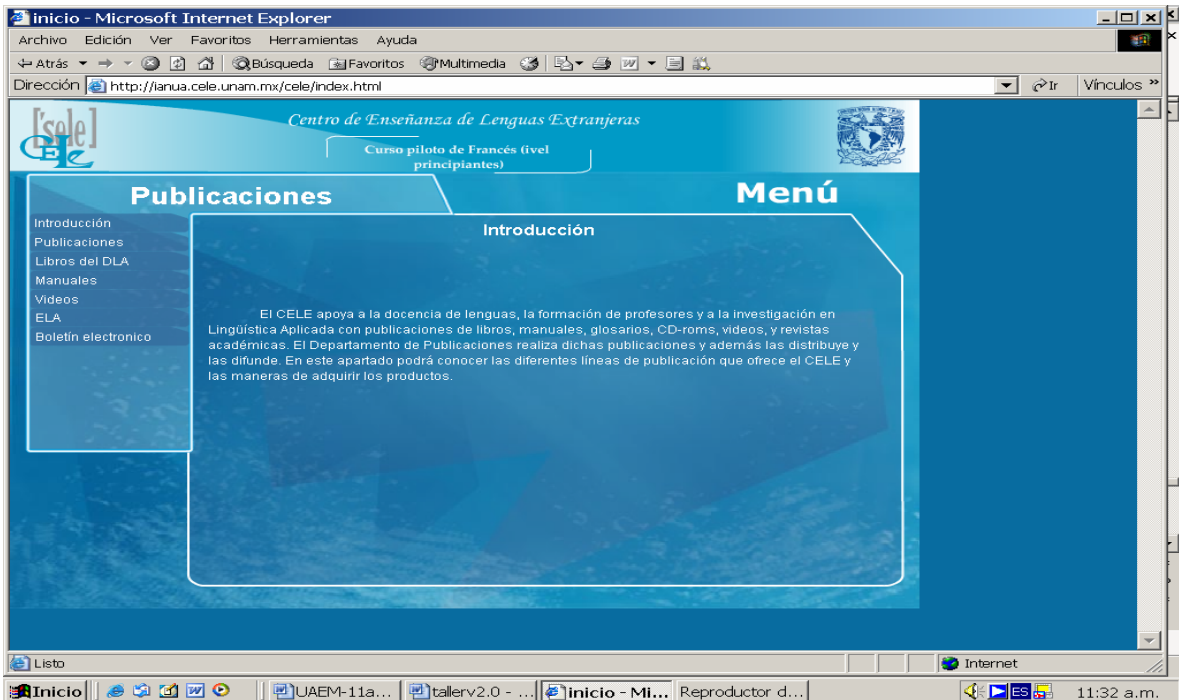 inicio - Microsoft Internet Explorer
Archivo Edición Ver Favoritos Herramientas Ayuda
Atrás Búsqueda Favoritos Multimedia
Dirección http://ianua.cele.unam.mx/cele/index.html Ir Vínculos »
['sele]
CELE
Centro de Enseñanza de Lenguas Extranjeras
Curso piloto de Francés (ivel
principiantes)
Publicaciones
Menú
Introducción
Publicaciones
Libros del DLA
Manuales
Videos
ELA
Boletín electronico
Introducción
El CELE apoya a la docencia de lenguas, la formación de profesores y a la investigación en
Lingüística Aplicada con publicaciones de libros, manuales, glosarios, CD-roms, videos, y revistas
académicas. El Departamento de Publicaciones realiza dichas publicaciones y además las distribuye y
las difunde. En este apartado podrá conocer las diferentes líneas de publicación que ofrece el CELE y
las maneras de adquirir los productos.
Listo Internet
Inicio UAEM-11a... tallerv2.0 - ... inicio - Mi... Reproductor d... ES 11:32 a.m.